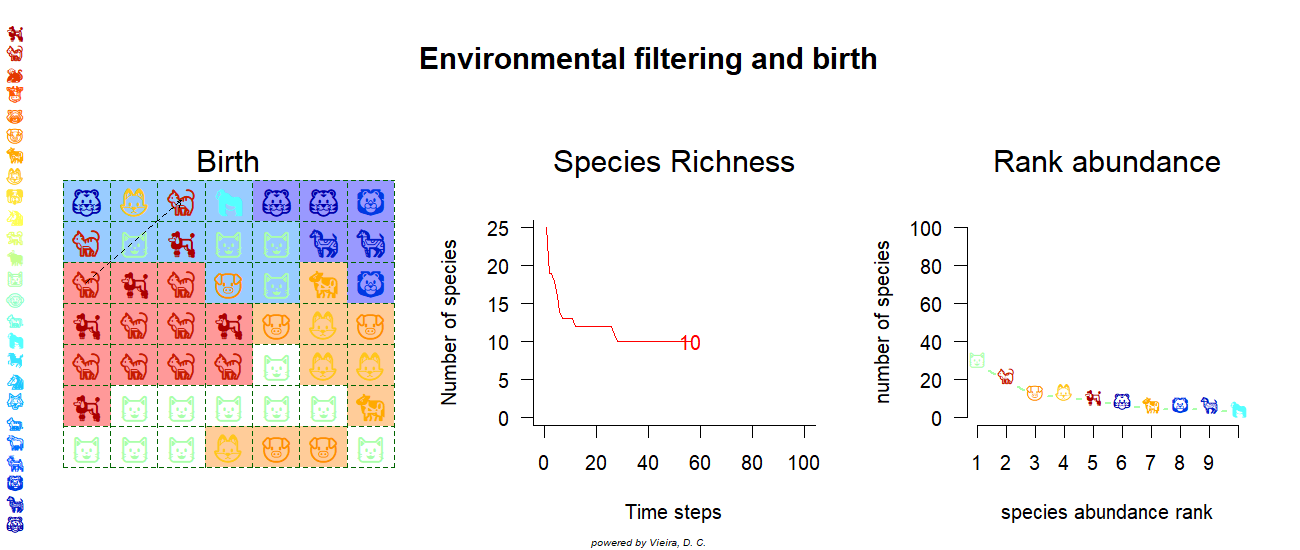 Environmental filtering and birth
Birth
Species Richness
Rank abundance
Number of species
25
20
15
10
5
0
10
0 20 40 60 80 100
Time steps
number of species
100
80
60
40
20
0
1 2 3 4 5 6 7 8 9
species abundance rank
powered by Vieira, D. C.